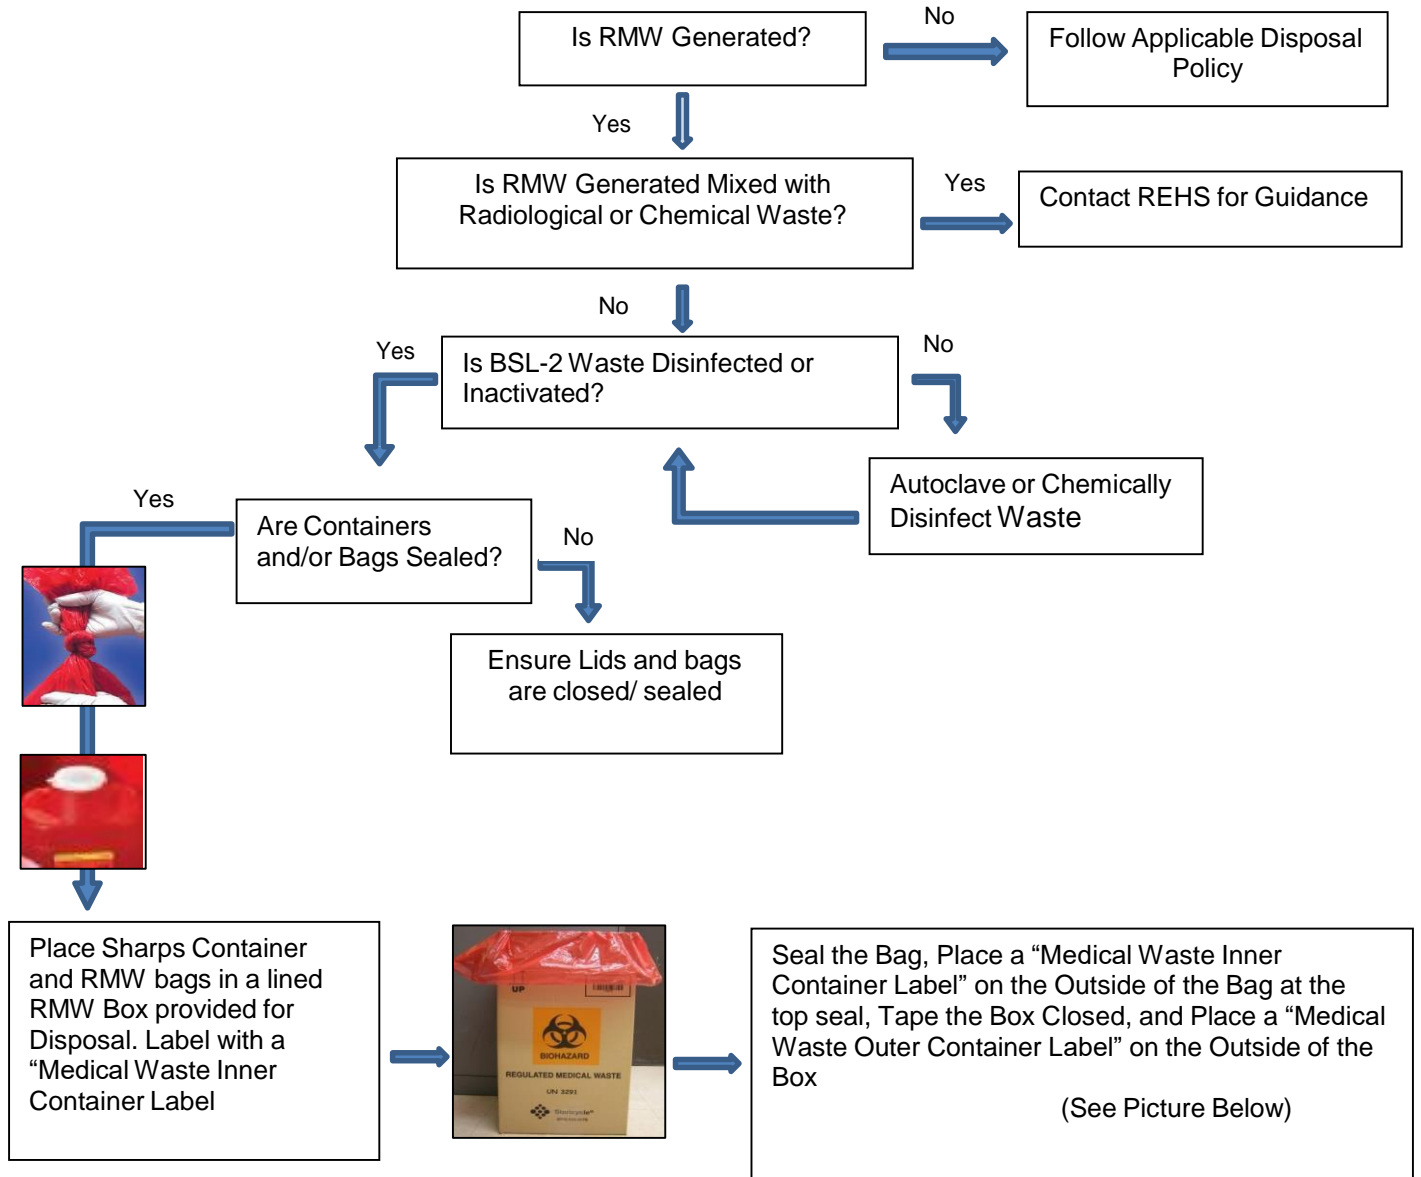 Is RMW Generated?
No
Follow Applicable Disposal
Policy
Yes
Is RMW Generated Mixed with
Radiological or Chemical Waste?
Yes
Contact REHS for Guidance
No
Yes
Is BSL-2 Waste Disinfected or
Inactivated?
No
Autoclave or Chemically
Disinfect Waste
Yes
Are Containers
and/or Bags Sealed?
No
Ensure Lids and bags
are closed/ sealed
Place Sharps Container
and RMW bags in a lined
RMW Box provided for
Disposal. Label with a
“Medical Waste Inner
Container Label
UP
BIOHAZARD
REGULATED MEDICAL WASTE
UN 3291
Stericycle
Seal the Bag, Place a “Medical Waste Inner
Container Label” on the Outside of the Bag at the
top seal, Tape the Box Closed, and Place a “Medical
Waste Outer Container Label” on the Outside of the
Box
(See Picture Below)